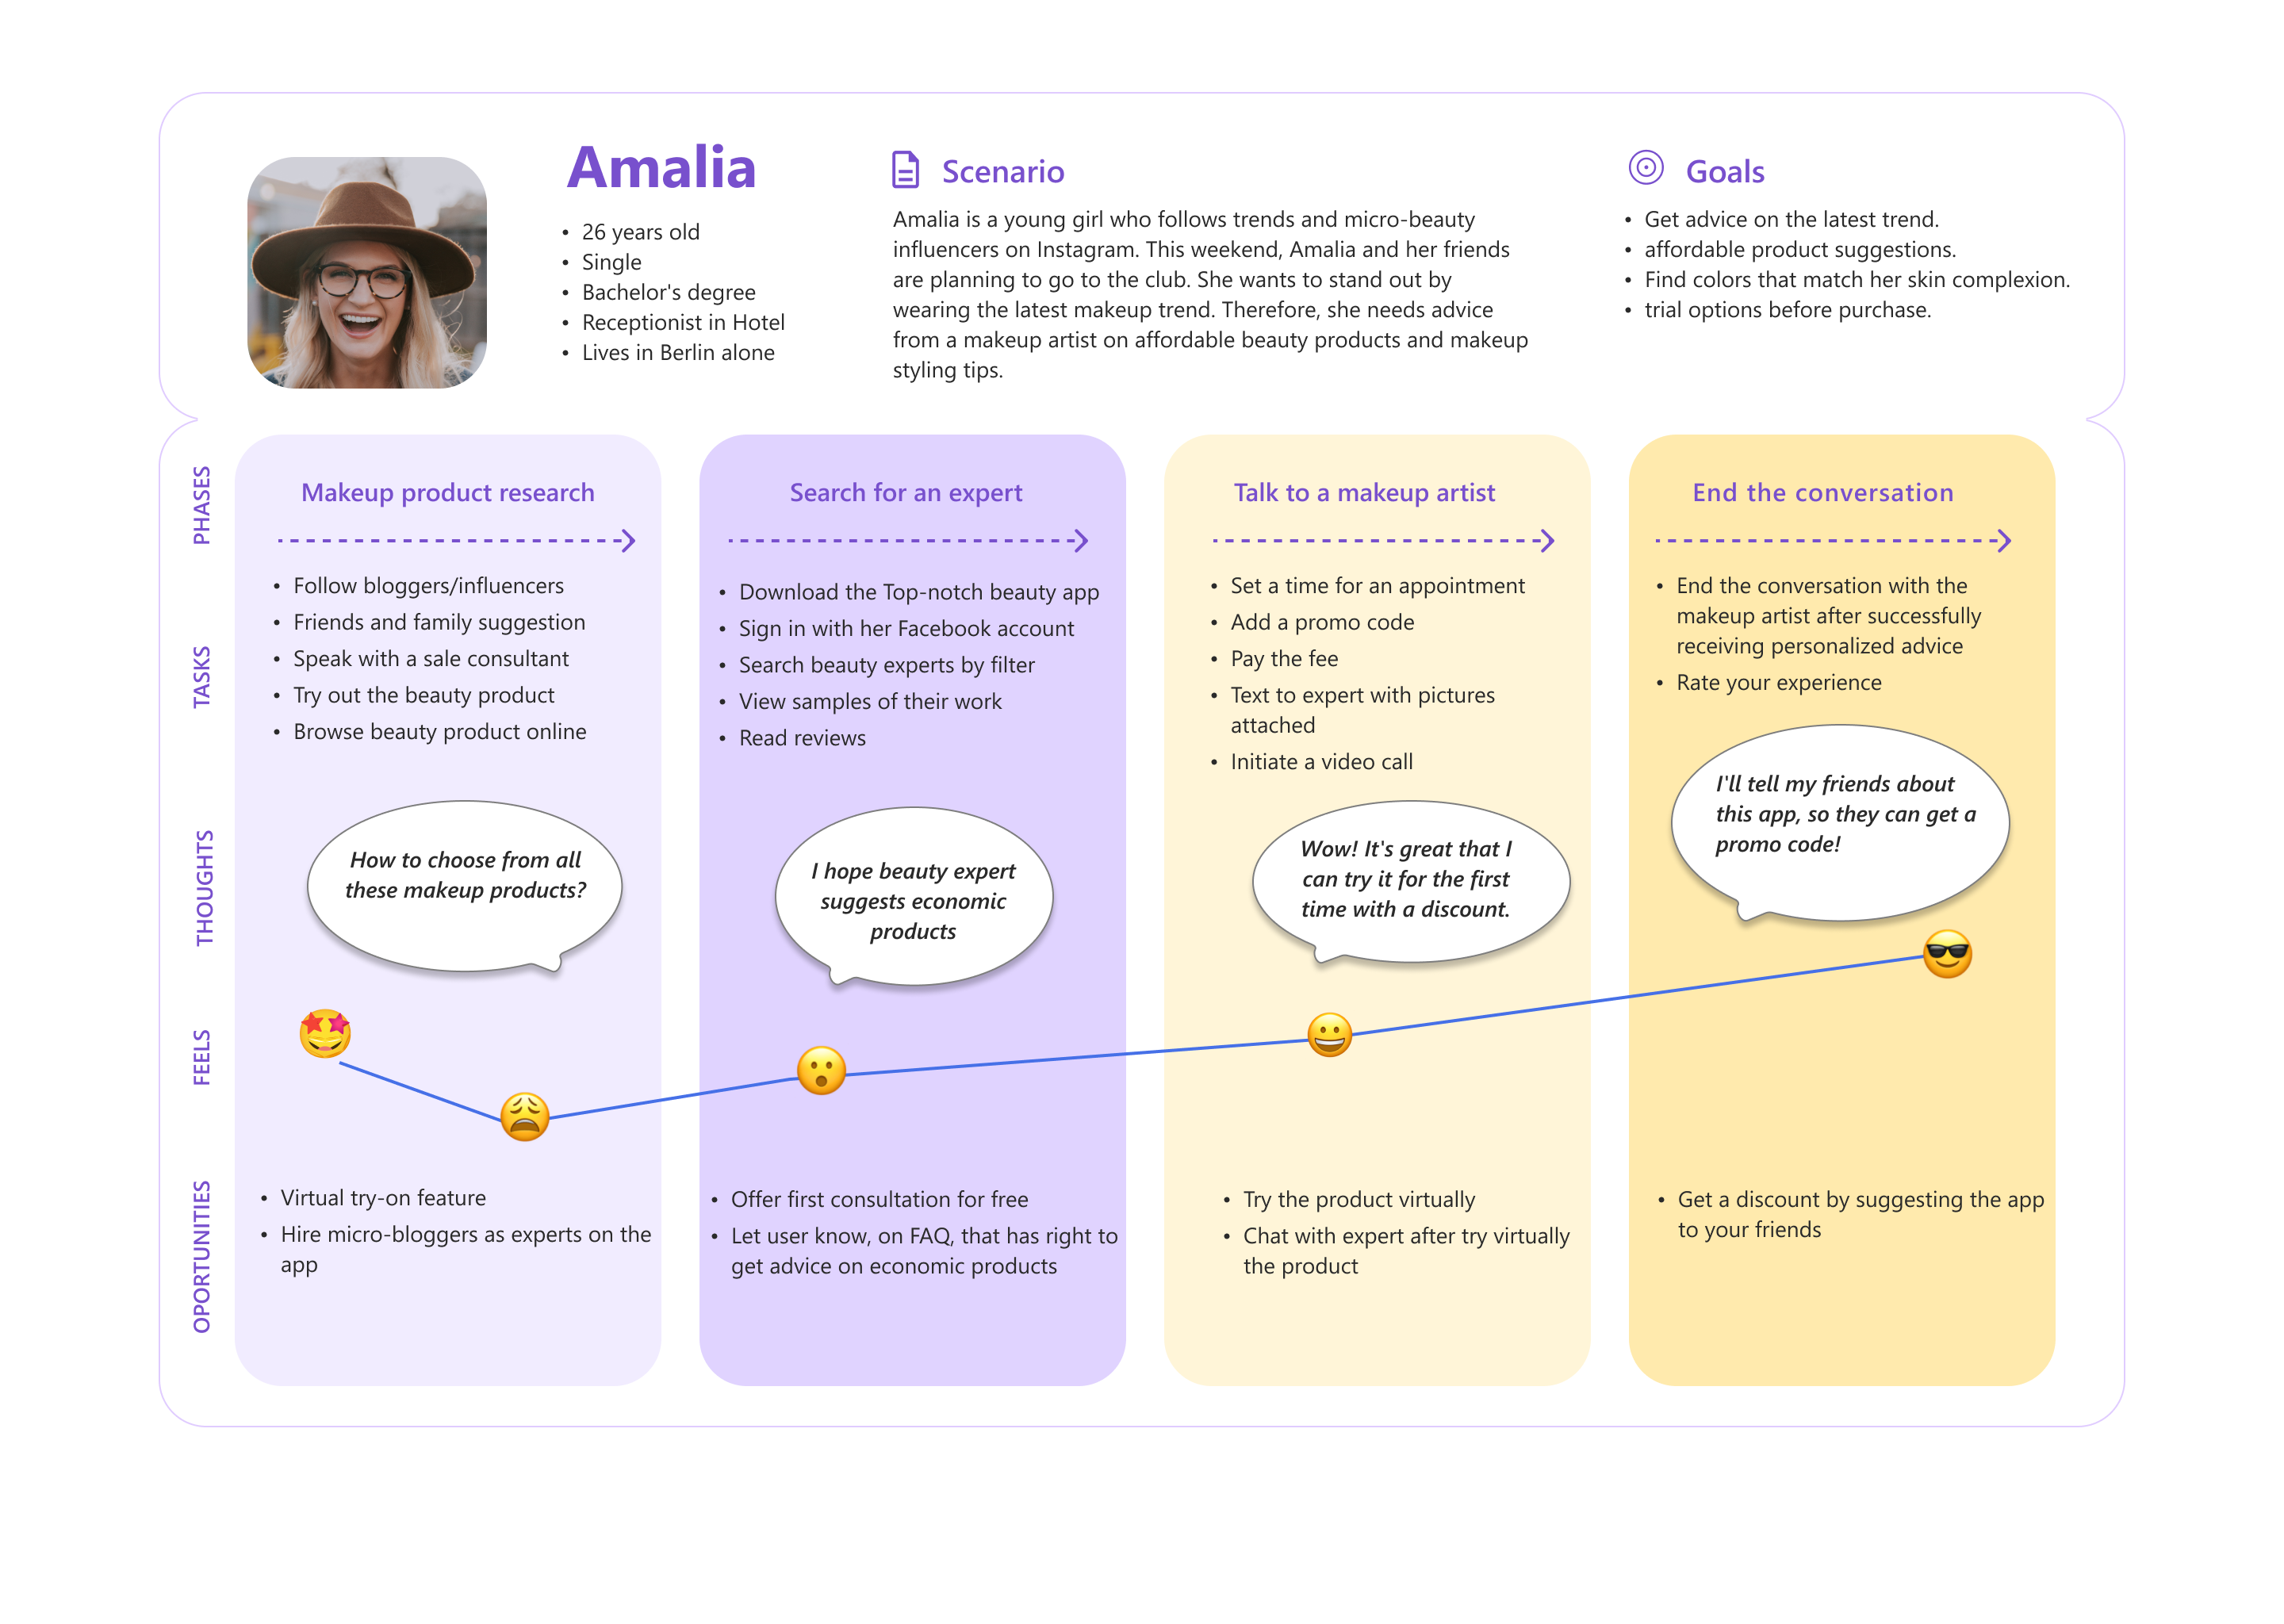 Amalia
• 26 years old
• Single
• Bachelor's degree
• Receptionist in Hotel
• Lives in Berlin alone
Scenario
Amalia is a young girl who follows trends and micro-beauty
influencers on Instagram. This weekend, Amalia and her friends
are planning to go to the club. She wants to stand out by
wearing the latest makeup trend. Therefore, she needs advice
from a makeup artist on affordable beauty products and makeup
styling tips.
Goals
• Get advice on the latest trend.
• affordable product suggestions.
• Find colors that match her skin complexion.
• trial options before purchase.
PHASES
Makeup product research
Search for an expert
Talk to a makeup artist
End the conversation
TASKS
• Follow bloggers/influencers
• Friends and family suggestion
• Speak with a sale consultant
• Try out the beauty product
• Browse beauty product online
• Download the Top-notch beauty app
• Sign in with her Facebook account
• Search beauty experts by filter
• View samples of their work
• Read reviews
• Set a time for an appointment
• Add a promo code
• Pay the fee
• Text to expert with pictures
attached
• Initiate a video call
• End the conversation with the
makeup artist after successfully
receiving personalized advice
• Rate your experience
THOUGHTS
How to choose from all
these makeup products?
I hope beauty expert
suggests economic
products
Wow! It's great that I
can try it for the first
time with a discount.
I'll tell my friends about
this app, so they can get a
promo code!
FEELS
OPORTUNITIES
• Virtual try-on feature
• Hire micro-bloggers as experts on the
app
• Offer first consultation for free
• Let user know, on FAQ, that has right to
get advice on economic products
• Try the product virtually
• Chat with expert after try virtually
the product
• Get a discount by suggesting the app
to your friends